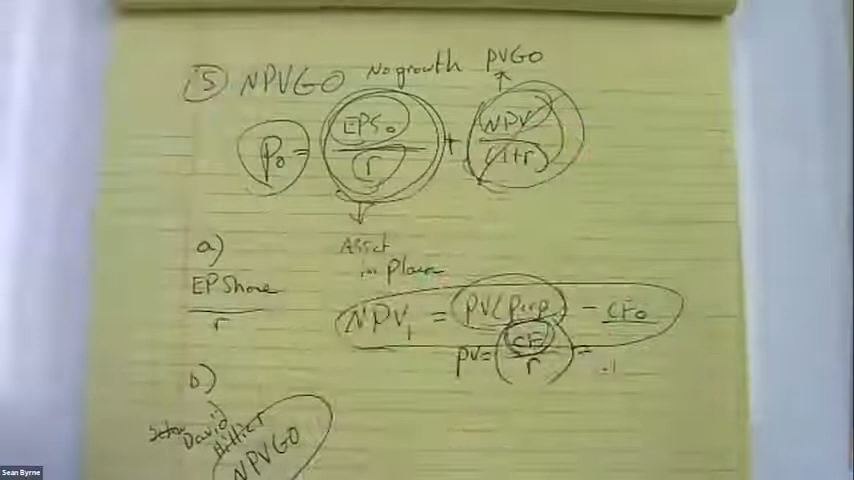 5 NPVGO No growth PVGO
P₀ = EPS₀ / r + NPV / (1+r)
Asset
in place
a)
EPShare
r
NPV₁ = PV(perp) - CF₀
PV = (CF / r) -
b)
David
Hillier
NPVGO
Sean Byrne